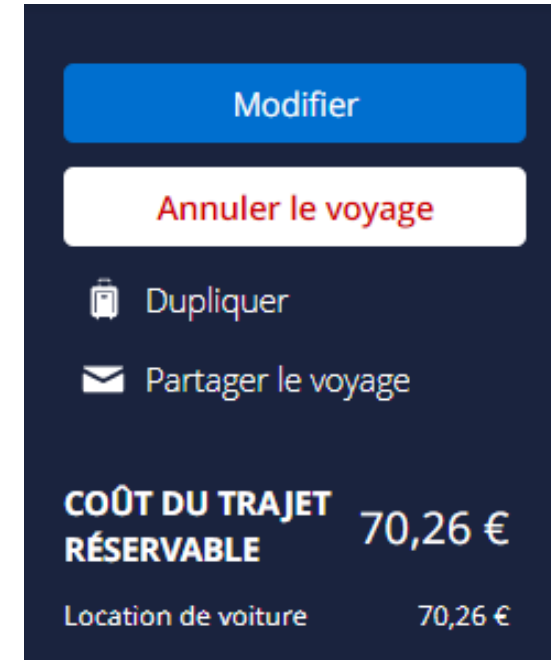 Modifier
Annuler le voyage
Dupliquer
Partager le voyage
COÛT DU TRAJET
RÉSERVABLE
70,26 €
Location de voiture 70,26 €